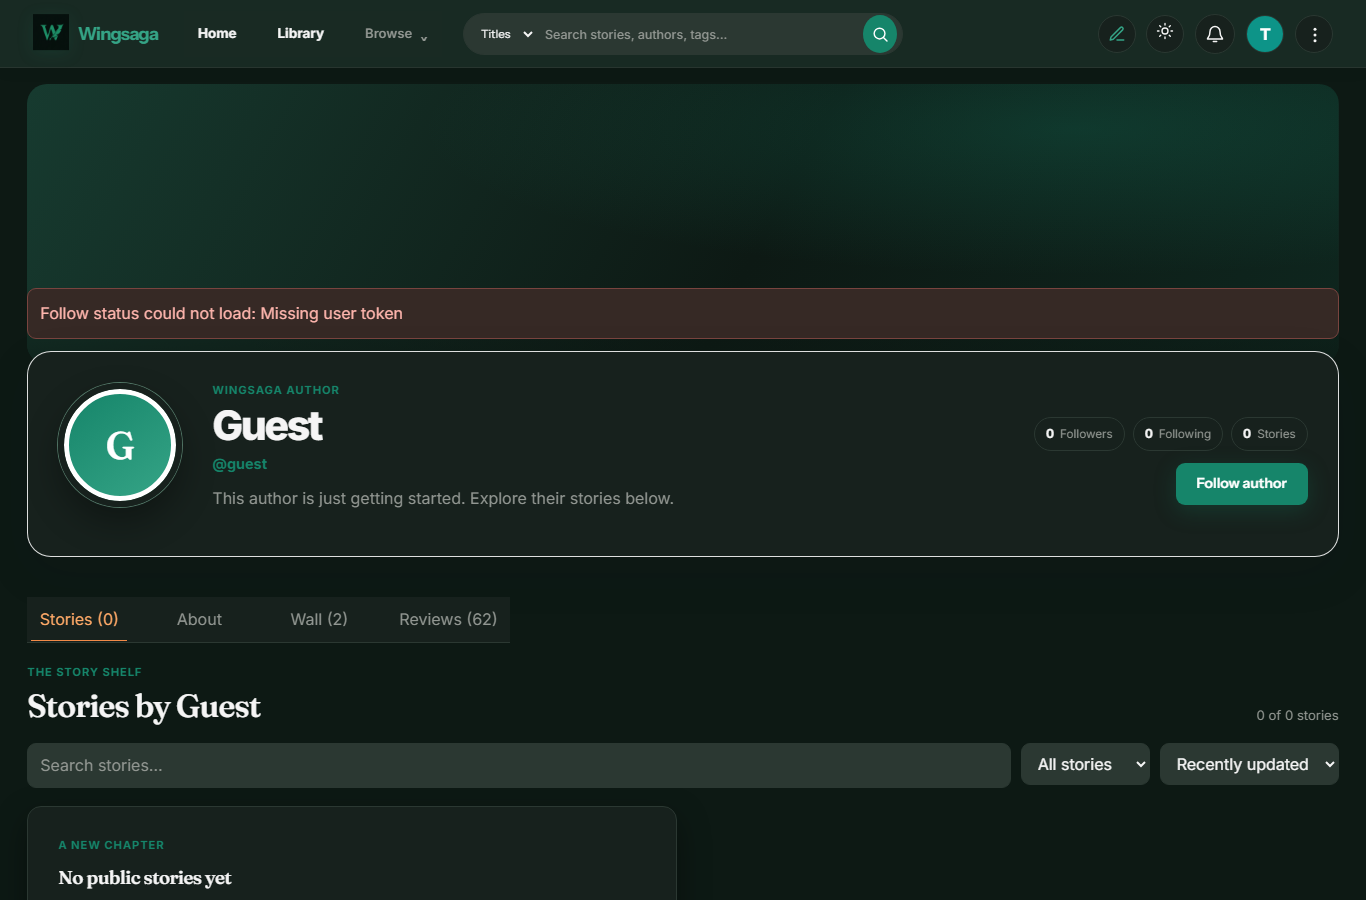 W Wingsaga Home Library Browse Titles Search stories, authors, tags... T
Follow status could not load: Missing user token
G
WINGSAGA AUTHOR
Guest
@guest
This author is just getting started. Explore their stories below.
0 Followers 0 Following 0 Stories
Follow author
Stories (0) About Wall (2) Reviews (62)
THE STORY SHELF
Stories by Guest
0 of 0 stories
Search stories... All stories Recently updated
A NEW CHAPTER
No public stories yet